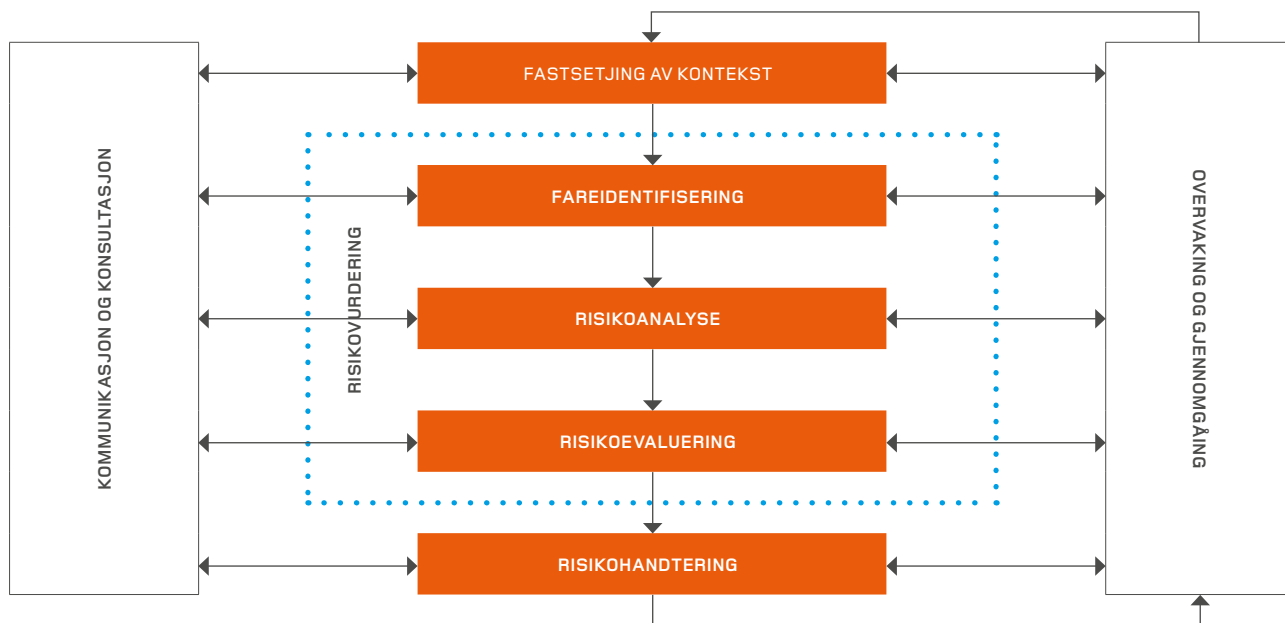 FASTSETJING AV KONTEKST
KOMMUNIKASJON OG KONSULTASJON
RISIKOVURDERING
FAREIDENTIFISERING
RISIKOANALYSE
RISIKOEVALUERING
RISIKOHANDTERING
OVERVAKING OG GJENNOMGÅING